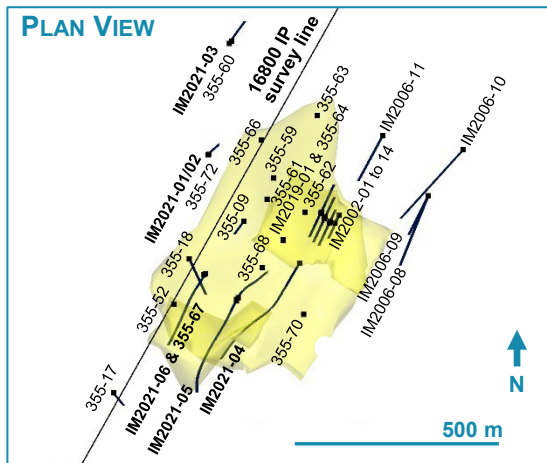 PLAN VIEW
IM2021-03
355-60
16800 IP
survey line
355-63
IM2019-01 & 355-64
IM2006-11
IM2006-10
355-66
355-59
355-61
355-62
IM2002-01 to 14
IM2021-01/02
355-72
355-09
355-18
355-68
IM2006-09
IM2006-08
355-52
355-17
IM2021-06 & 355-67
IM2021-05
IM2021-04
355-70
N
500 m